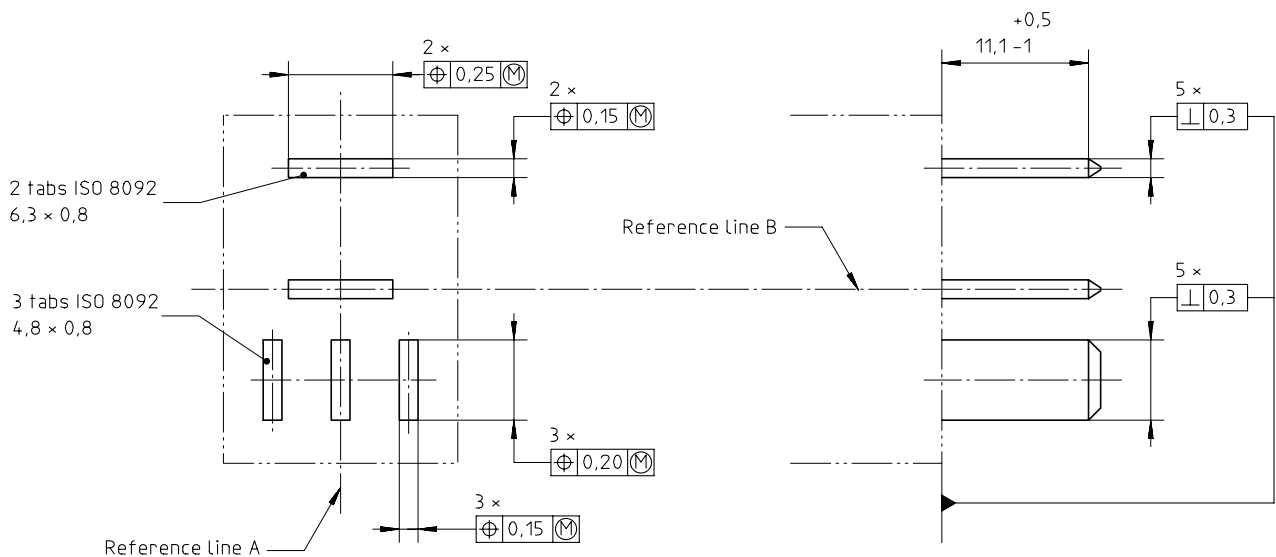 +0,5
11,1 -1
2 ×
⌖ 0,25 Ⓜ
2 ×
⌖ 0,15 Ⓜ
5 ×
⊥ 0,3
2 tabs ISO 8092
6,3 × 0,8
Reference line B
5 ×
⊥ 0,3
3 tabs ISO 8092
4,8 × 0,8
3 ×
⌖ 0,20 Ⓜ
3 ×
⌖ 0,15 Ⓜ
Reference line A